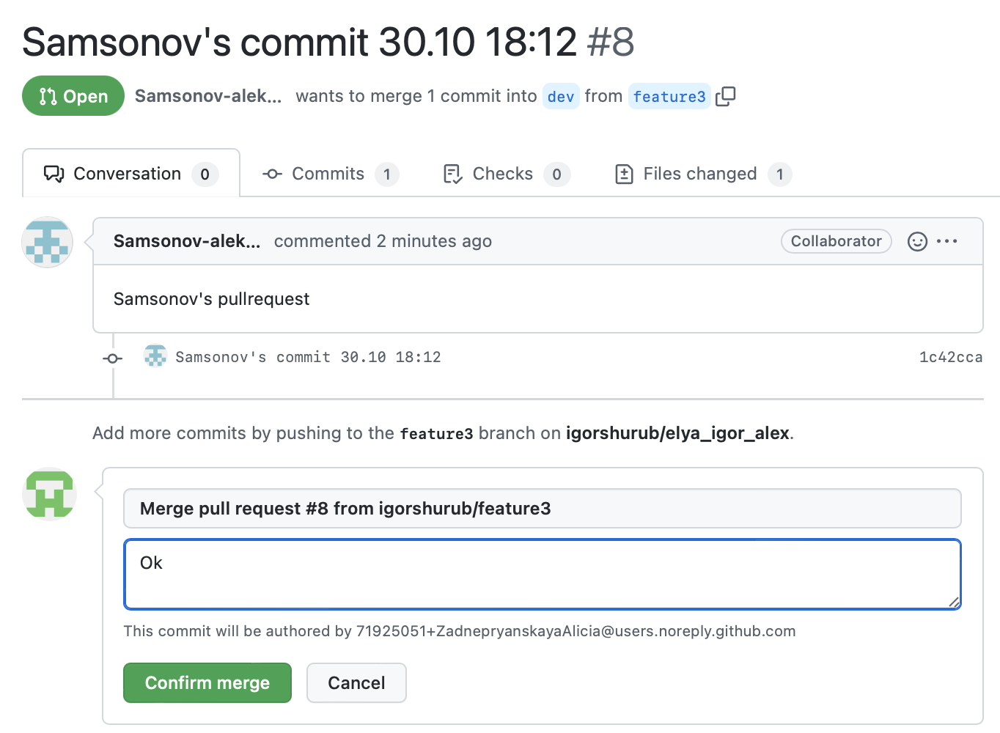 Samsonov's commit 30.10 18:12 #8
Open Samsonov-alek... wants to merge 1 commit into dev from feature3
Conversation 0 Commits 1 Checks 0 Files changed 1
Samsonov-alek... commented 2 minutes ago Collaborator
Samsonov's pullrequest
Samsonov's commit 30.10 18:12 1c42cca
Add more commits by pushing to the feature3 branch on igorshurub/elya_igor_alex.
Merge pull request #8 from igorshurub/feature3
Ok
This commit will be authored by 71925051+ZadnepryanskayaAlicia@users.noreply.github.com
Confirm merge Cancel